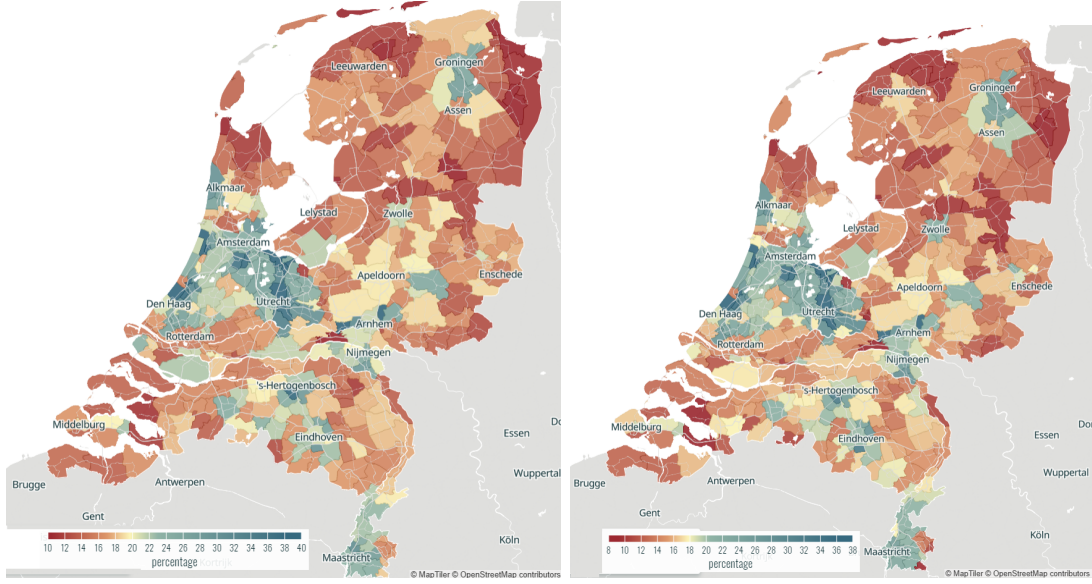 Leeuwarden
Groningen
Assen
Alkmaar
Lelystad
Zwolle
Amsterdam
Apeldoorn
Enschede
Den Haag
Utrecht
Rotterdam
Arnhem
Nijmegen
's-Hertogenbosch
Middelburg
Eindhoven
Essen
Wuppertal
Brugge
Antwerpen
Gent
Köln
Maastricht
10 12 14 16 18 20 22 24 26 28 30 32 34 36 40
percentage Kortrijk
© MapTiler © OpenStreetMap contributors
Leeuwarden
Groningen
Assen
Alkmaar
Lelystad
Zwolle
Amsterdam
Apeldoorn
Enschede
Den Haag
Utrecht
Rotterdam
Arnhem
Nijmegen
's-Hertogenbosch
Middelburg
Eindhoven
Essen
Wuppertal
Brugge
Antwerpen
Gent
Köln
Maastricht
8 10 12 14 16 18 20 22 24 26 28 30 32 34 36 38
percentage
© MapTiler © OpenStreetMap contributors